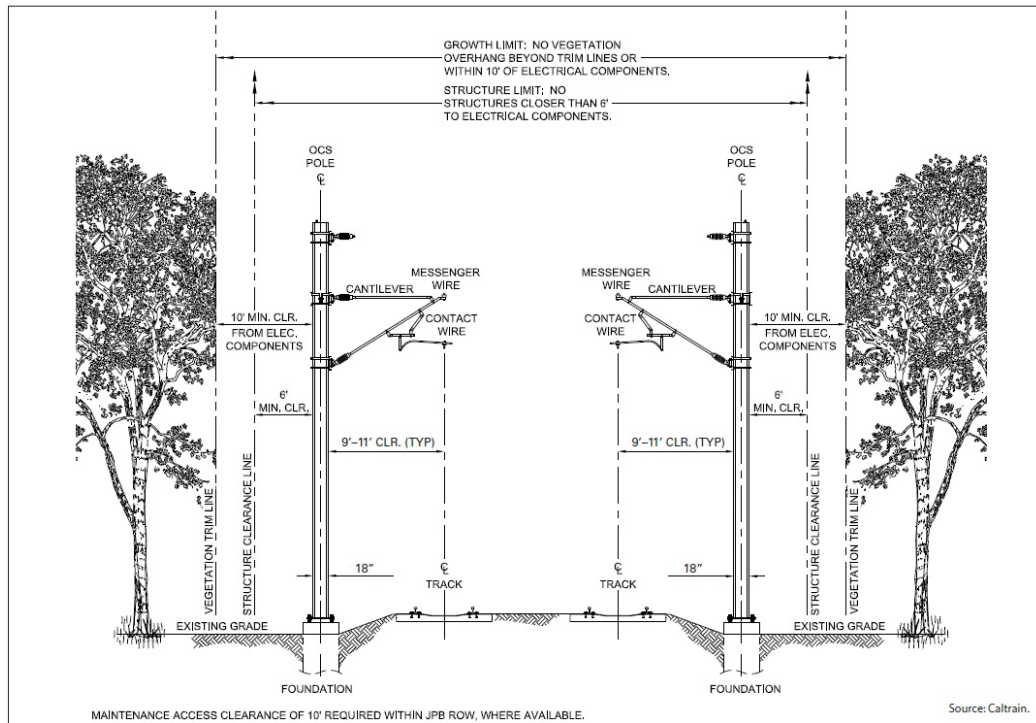 GROWTH LIMIT: NO VEGETATION
OVERHANG BEYOND TRIM LINES OR
WITHIN 10' OF ELECTRICAL COMPONENTS.
STRUCTURE LIMIT: NO
STRUCTURES CLOSER THAN 6'
TO ELECTRICAL COMPONENTS.
OCS
POLE
℄
OCS
POLE
℄
MESSENGER
WIRE
CANTILEVER
CONTACT
WIRE
MESSENGER
WIRE
CANTILEVER
CONTACT
WIRE
10' MIN. CLR.
FROM ELEC.
COMPONENTS
10' MIN. CLR.
FROM ELEC.
COMPONENTS
6'
MIN. CLR.
6'
MIN. CLR.
9'–11' CLR. (TYP)
9'–11' CLR. (TYP)
VEGETATION TRIM LINE
STRUCTURE CLEARANCE LINE
STRUCTURE CLEARANCE LINE
VEGETATION TRIM LINE
18"
℄
TRACK
℄
TRACK
18"
EXISTING GRADE
EXISTING GRADE
FOUNDATION
FOUNDATION
MAINTENANCE ACCESS CLEARANCE OF 10' REQUIRED WITHIN JPB ROW, WHERE AVAILABLE.
Source: Caltrain.